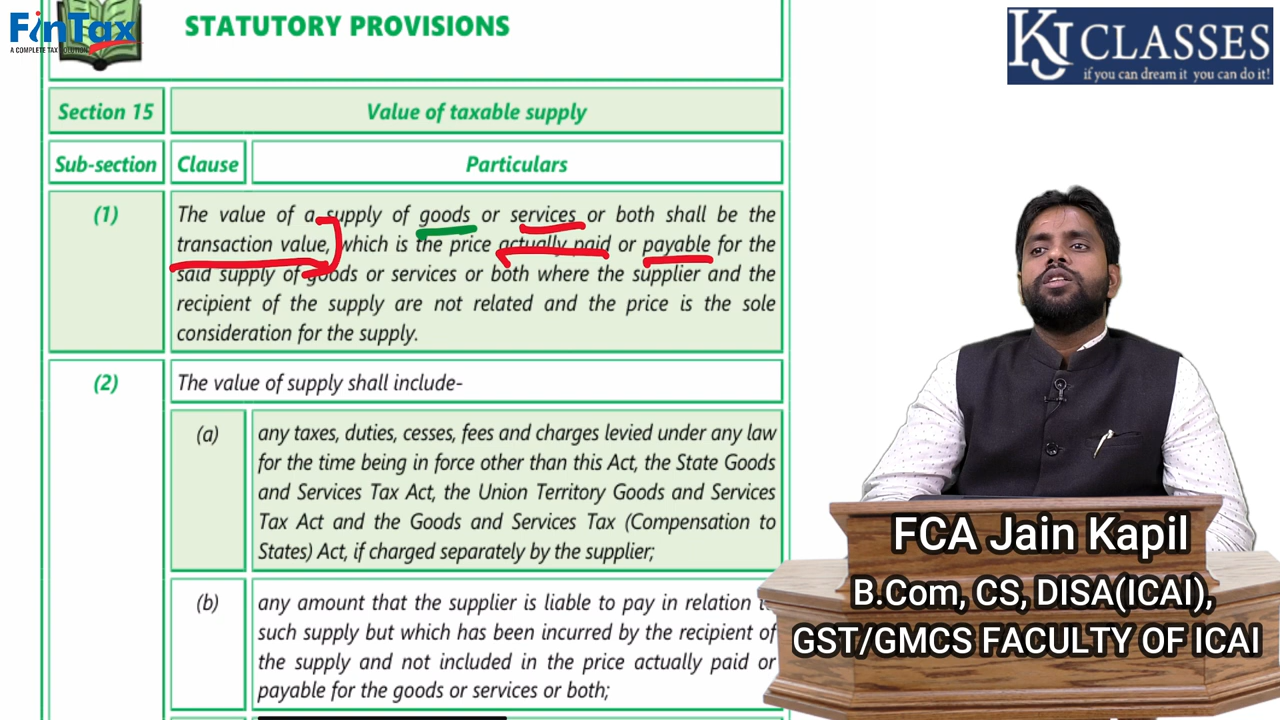 FinTax
A COMPLETE TAX SOLUTION
STATUTORY PROVISIONS
KJ CLASSES
if you can dream it you can do it!
Section 15
Value of taxable supply
Sub-section
Clause
Particulars
(1)
The value of a supply of goods or services or both shall be the
transaction value, which is the price actually paid or payable for the
said supply of goods or services or both where the supplier and the
recipient of the supply are not related and the price is the sole
consideration for the supply.
(2)
The value of supply shall include-
(a)
any taxes, duties, cesses, fees and charges levied under any law
for the time being in force other than this Act, the State Goods
and Services Tax Act, the Union Territory Goods and Services
Tax Act and the Goods and Services Tax (Compensation to
States) Act, if charged separately by the supplier;
(b)
any amount that the supplier is liable to pay in relation
such supply but which has been incurred by the recipient of
the supply and not included in the price actually paid or
payable for the goods or services or both;
FCA Jain Kapil
B.Com, CS, DISA(ICAI),
GST/GMCS FACULTY OF ICAI